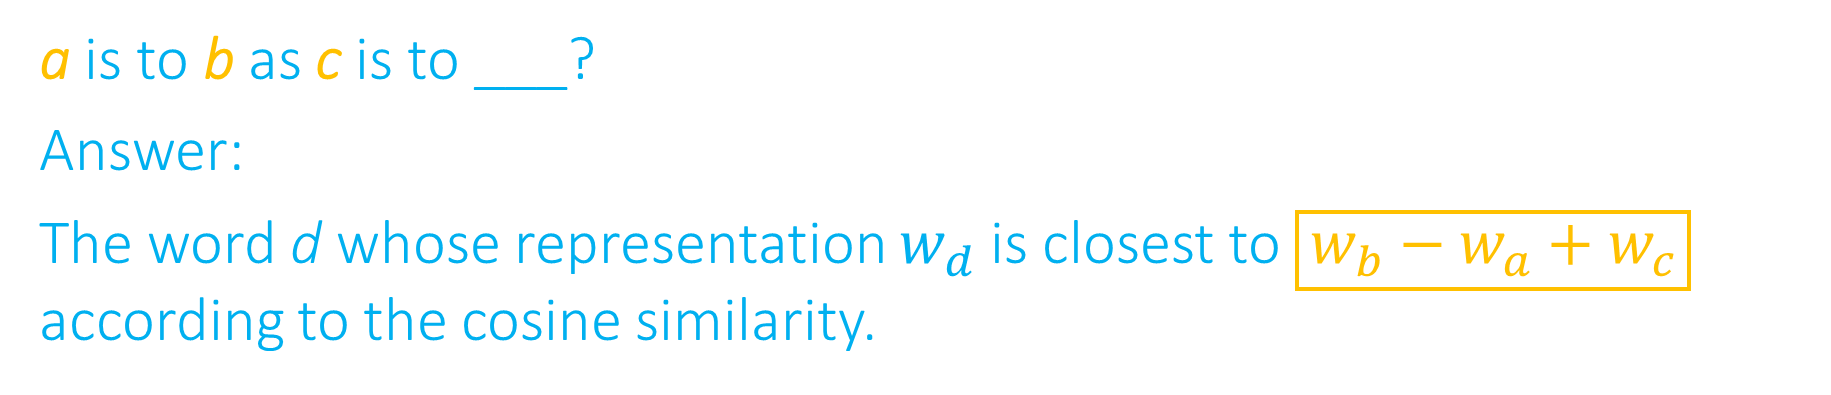 a is to b as c is to ___?
Answer:
The word d whose representation w_d is closest to w_b − w_a + w_c
according to the cosine similarity.